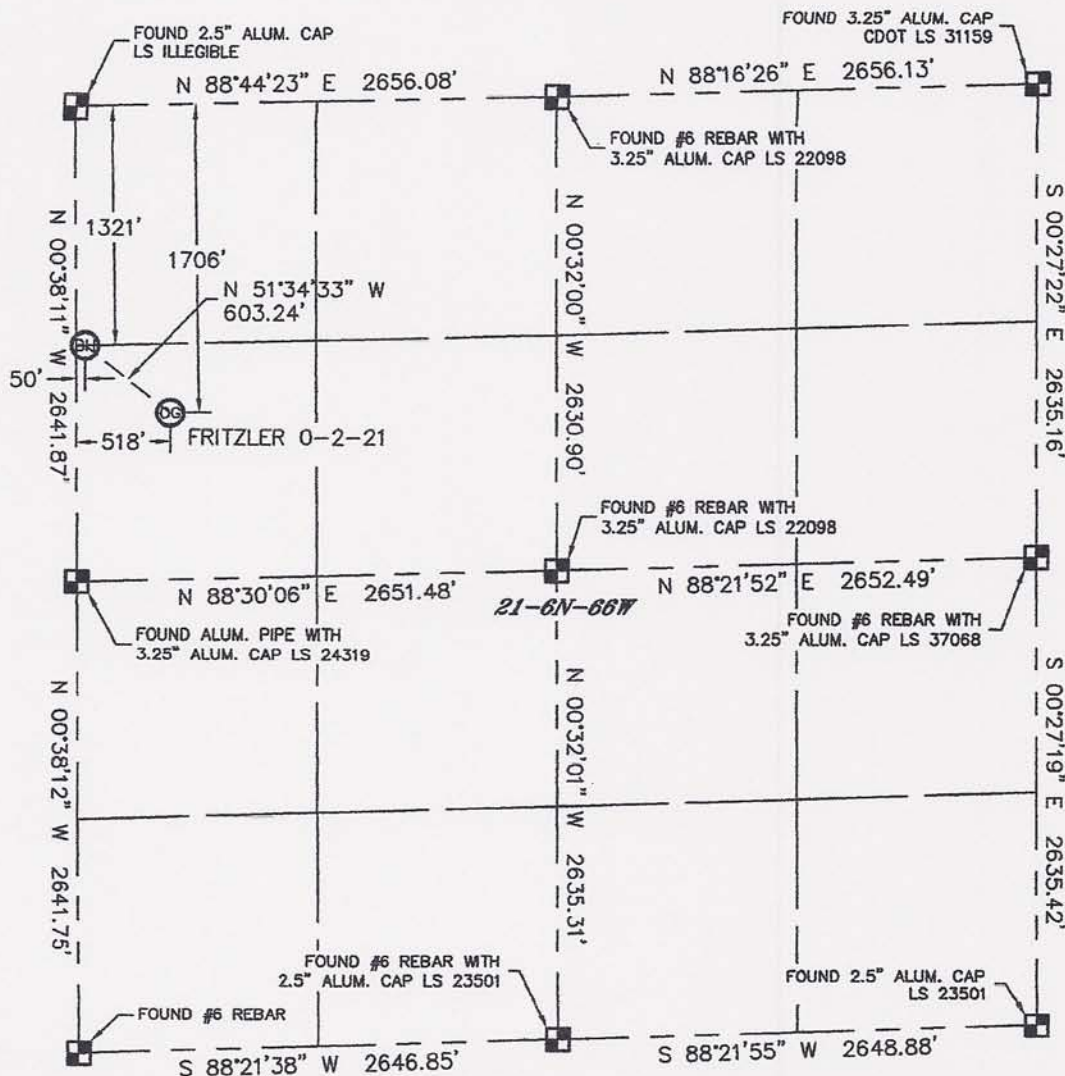 FOUND 2.5" ALUM. CAP
LS ILLEGIBLE
FOUND 3.25" ALUM. CAP
CDOT LS 31159
N 88°44'23" E 2656.08'
N 88°16'26" E 2656.13'
FOUND #6 REBAR WITH
3.25" ALUM. CAP LS 22098
N 00°38'11" W 2641.87'
1321'
1706'
N 51°34'33" W
603.24'
N 00°32'00" W 2630.90'
S 00°27'22" E 2635.16'
BH
50'
OG
518'
FRITZLER O-2-21
FOUND #6 REBAR WITH
3.25" ALUM. CAP LS 22098
N 88°30'06" E 2651.48'
N 88°21'52" E 2652.49'
21-6N-66W
FOUND ALUM. PIPE WITH
3.25" ALUM. CAP LS 24319
FOUND #6 REBAR WITH
3.25" ALUM. CAP LS 37068
N 00°38'12" W 2641.75'
N 00°32'01" W 2635.31'
S 00°27'19" E 2635.42'
FOUND #6 REBAR WITH
2.5" ALUM. CAP LS 23501
FOUND 2.5" ALUM. CAP
LS 23501
FOUND #6 REBAR
S 88°21'38" W 2646.85'
S 88°21'55" W 2648.88'